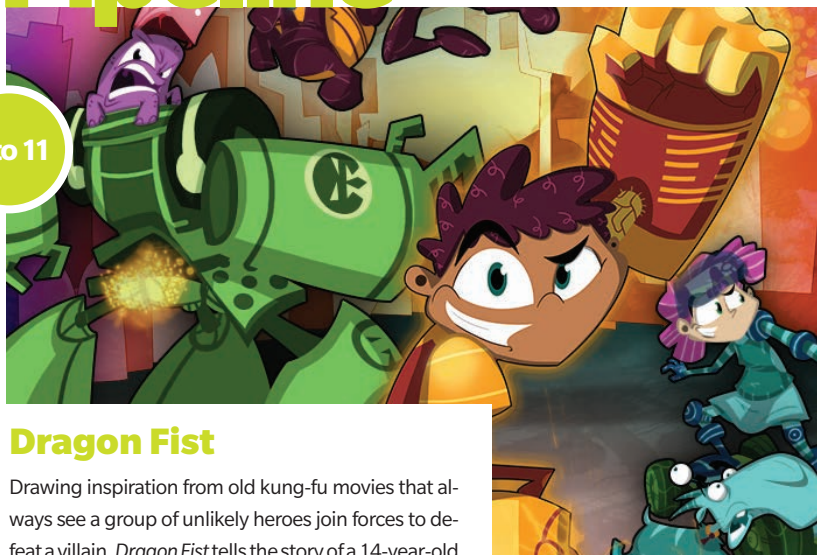 Pipeline
to 11
Dragon Fist
Drawing inspiration from old kung-fu movies that al-
ways see a group of unlikely heroes join forces to de-
feat a villain, Dragon Fist tells the story of a 14-year-old